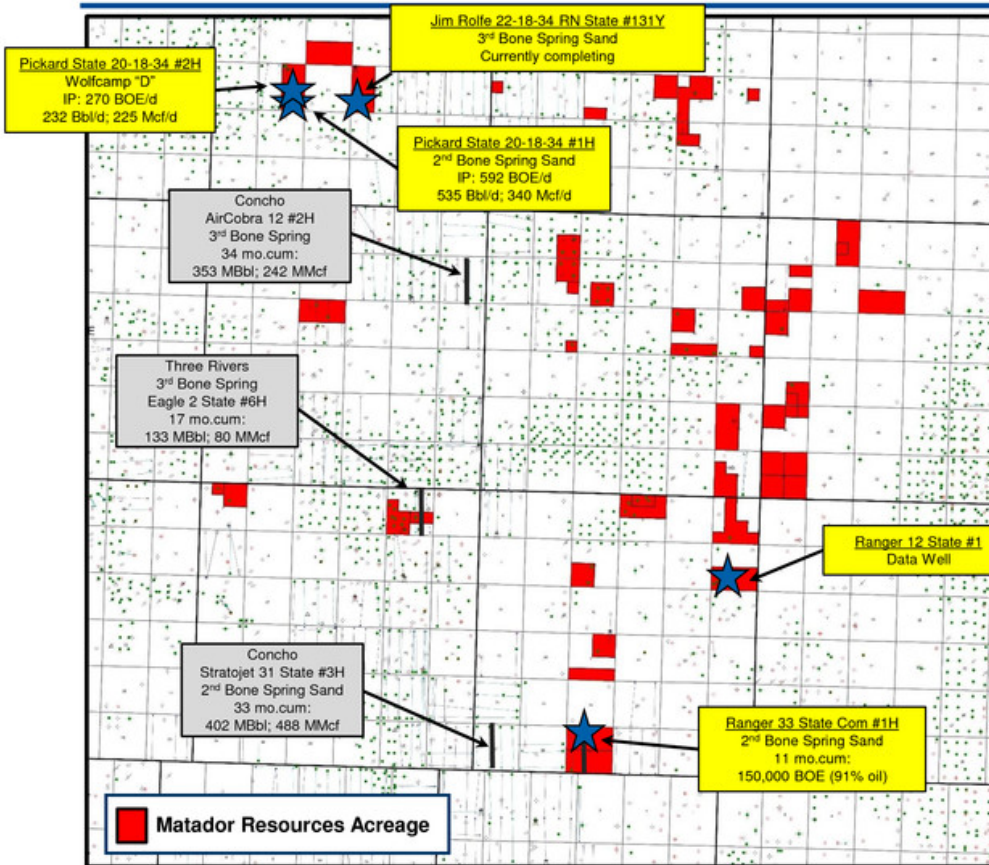 Jim Rolfe 22-18-34 RN State #131Y
3rd Bone Spring Sand
Currently completing
Pickard State 20-18-34 #2H
Wolfcamp "D"
IP: 270 BOE/d
232 Bbl/d; 225 Mcf/d
Pickard State 20-18-34 #1H
2nd Bone Spring Sand
IP: 592 BOE/d
535 Bbl/d; 340 Mcf/d
Concho
AirCobra 12 #2H
3rd Bone Spring
34 mo.cum:
353 MBbl; 242 MMcf
Three Rivers
3rd Bone Spring
Eagle 2 State #6H
17 mo.cum:
133 MBbl; 80 MMcf
Ranger 12 State #1
Data Well
Concho
Stratojet 31 State #3H
2nd Bone Spring Sand
33 mo.cum:
402 MBbl; 488 MMcf
Ranger 33 State Com #1H
2nd Bone Spring Sand
11 mo.cum:
150,000 BOE (91% oil)
Matador Resources Acreage